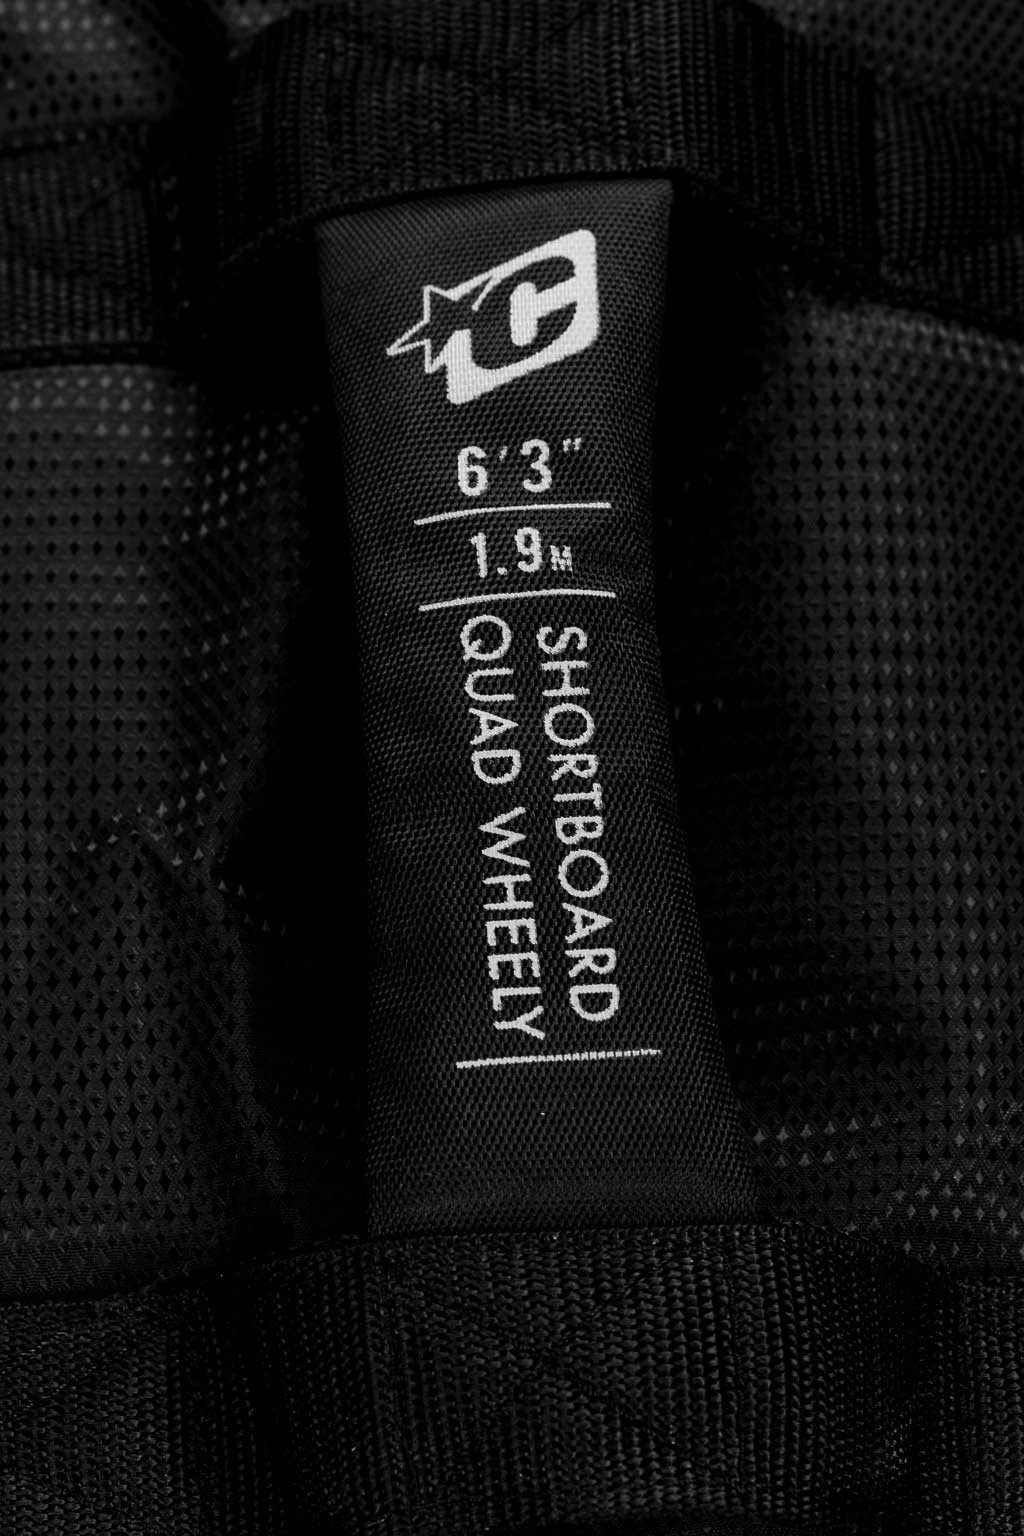 C
6'3"
1.9M
SHORTBOARD
QUAD WHEELY